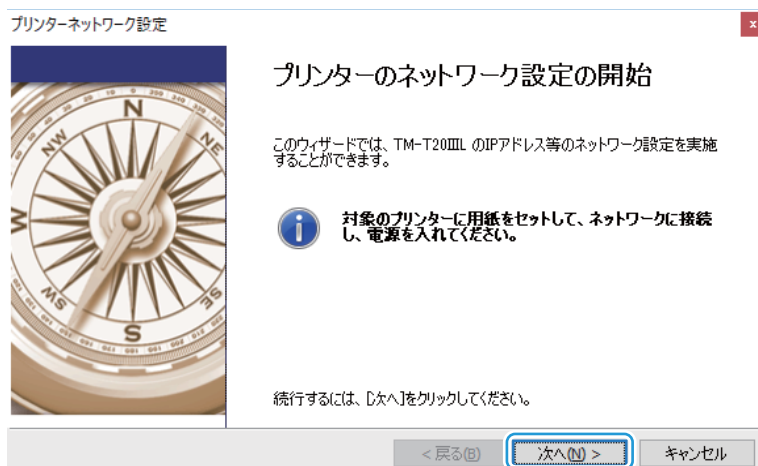 プリンターネットワーク設定
x
プリンターのネットワーク設定の開始
このウィザードでは、TM-T20ⅢL のIPアドレス等のネットワーク設定を実施
することができます。
対象のプリンターに用紙をセットして、ネットワークに接続
し、電源を入れてください。
N
NE
SE
S
SW
W
NW
続行するには、[次へ]をクリックしてください。
< 戻る(B)
次へ(N) >
キャンセル